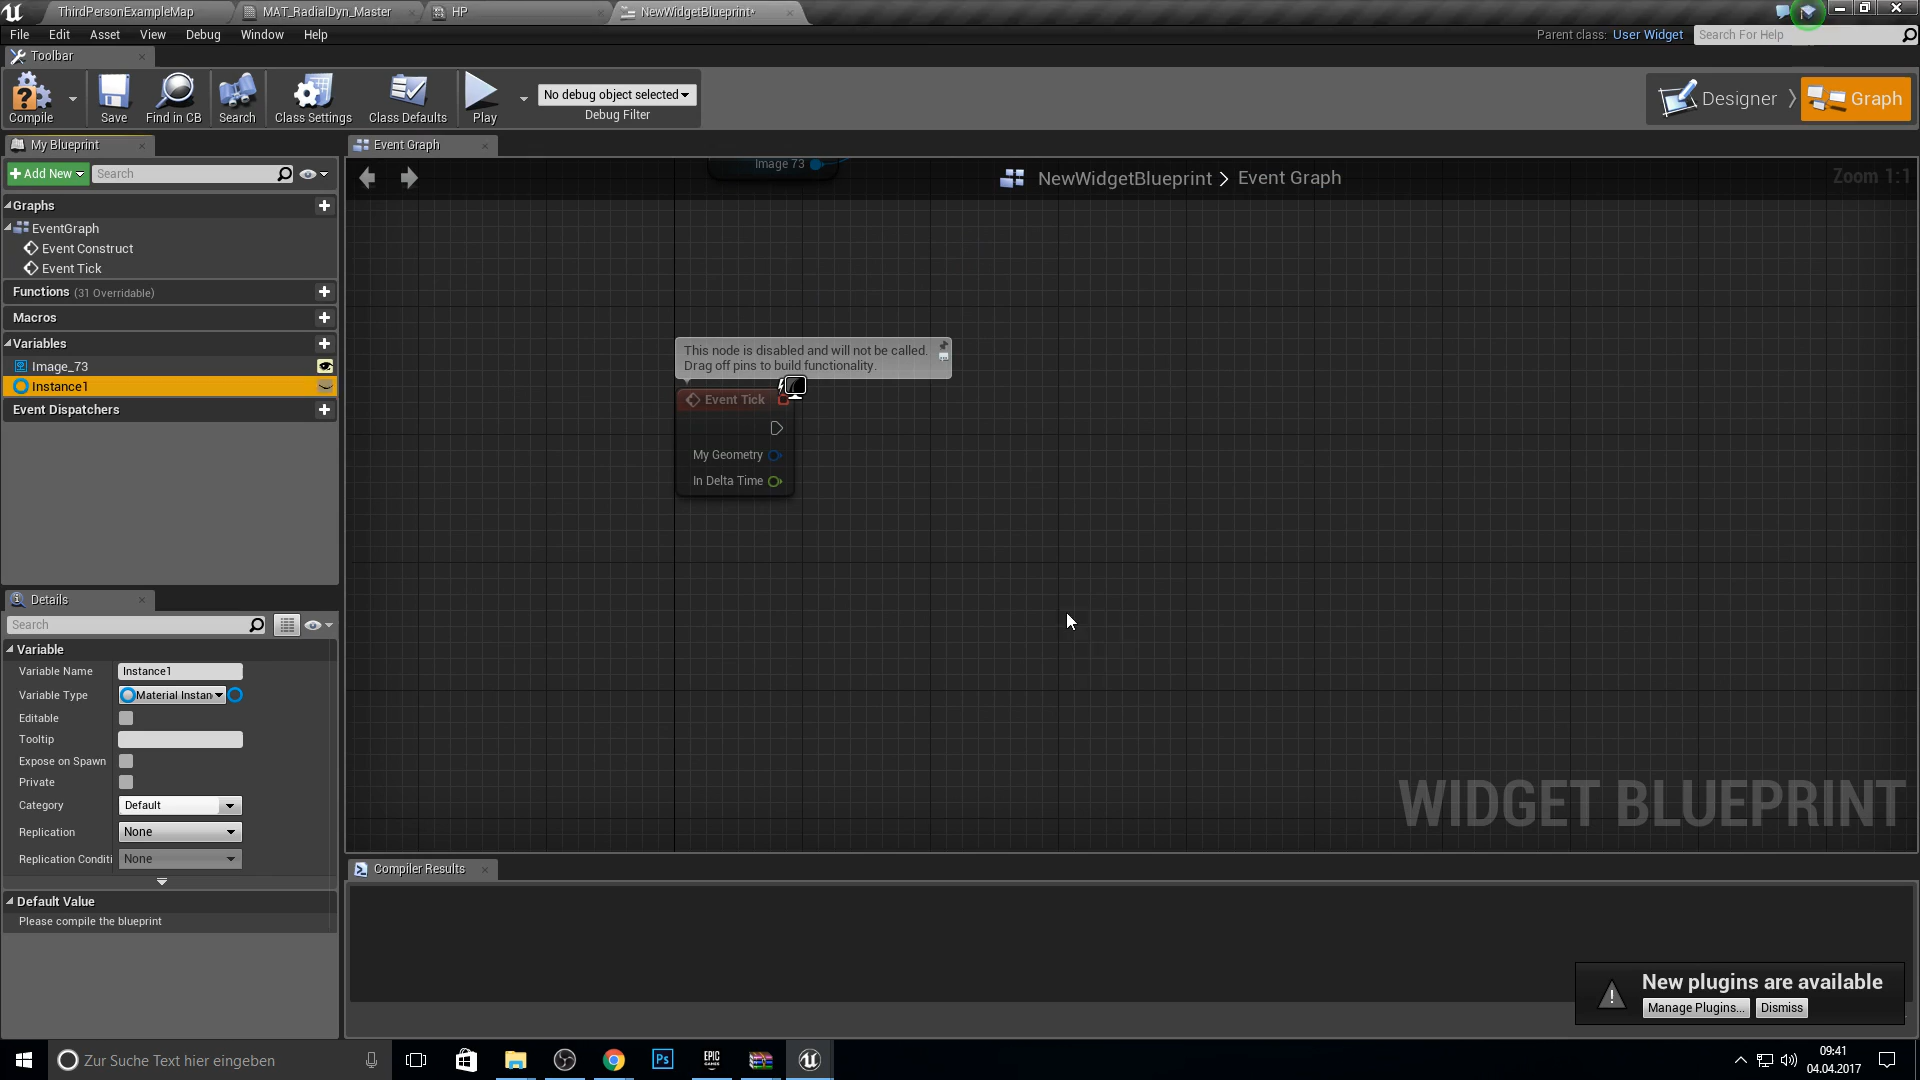 ThirdPersonExampleMap
MAT_RadialDyn_Master
HP
NewWidgetBlueprint*
File Edit Asset View Debug Window Help
Parent class: User Widget
Search For Help
Toolbar
Compile
Save
Find in CB
Search
Class Settings
Class Defaults
Play
No debug object selected
Debug Filter
Designer
Graph
My Blueprint
Event Graph
Add New
Search
Image 73
NewWidgetBlueprint > Event Graph
Zoom 1:1
Graphs
EventGraph
Event Construct
Event Tick
Functions (31 Overridable)
Macros
Variables
Image_73
Instance1
Event Dispatchers
This node is disabled and will not be called.
Drag off pins to build functionality.
Event Tick
My Geometry
In Delta Time
Details
Search
Variable
Variable Name Instance1
Variable Type Material Instan
Editable
Tooltip
Expose on Spawn
Private
Category Default
Replication None
Replication Conditi None
Default Value
Please compile the blueprint
WIDGET BLUEPRINT
Compiler Results
New plugins are available
Manage Plugins...
Dismiss
Zur Suche Text hier eingeben
Ps
EPIC
GAMES
09:41
04.04.2017